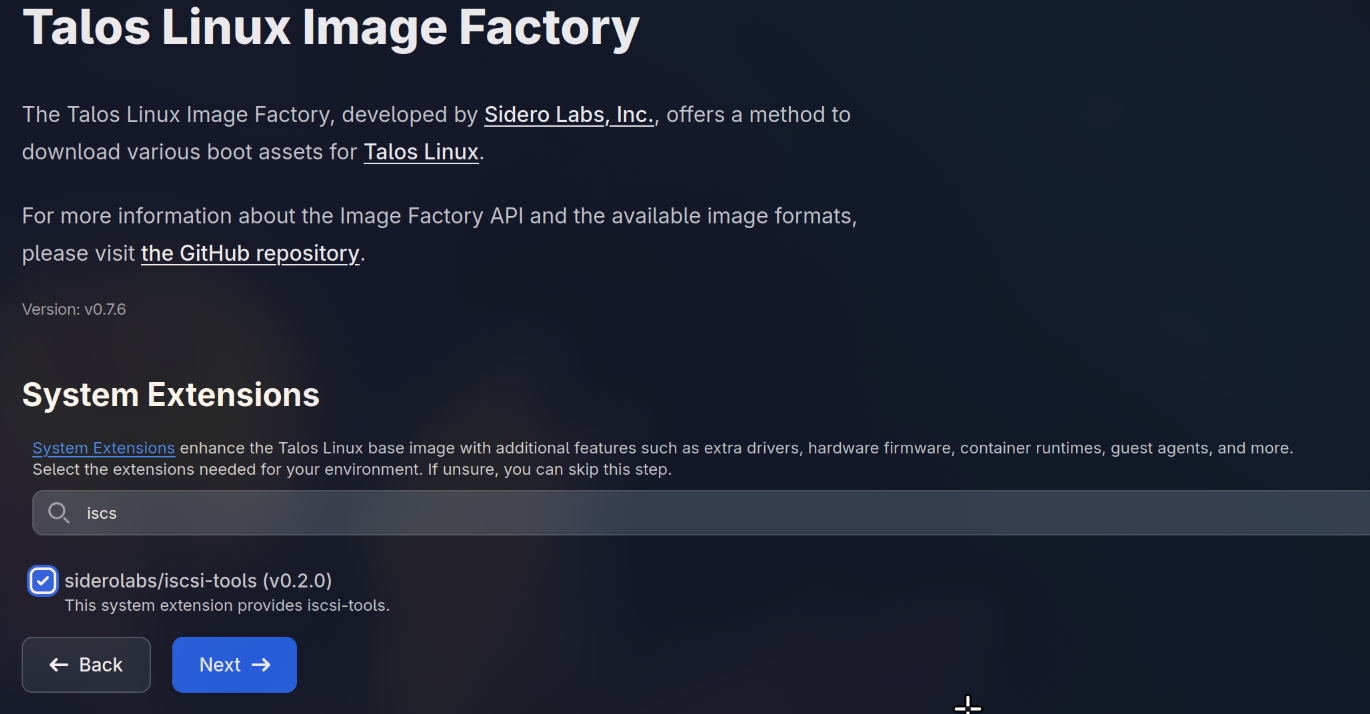 Talos Linux Image Factory
The Talos Linux Image Factory, developed by Sidero Labs, Inc., offers a method to
download various boot assets for Talos Linux.
For more information about the Image Factory API and the available image formats,
please visit the GitHub repository.
Version: v0.7.6
System Extensions
System Extensions enhance the Talos Linux base image with additional features such as extra drivers, hardware firmware, container runtimes, guest agents, and more.
Select the extensions needed for your environment. If unsure, you can skip this step.
iscs
siderolabs/iscsi-tools (v0.2.0)
This system extension provides iscsi-tools.
Back
Next